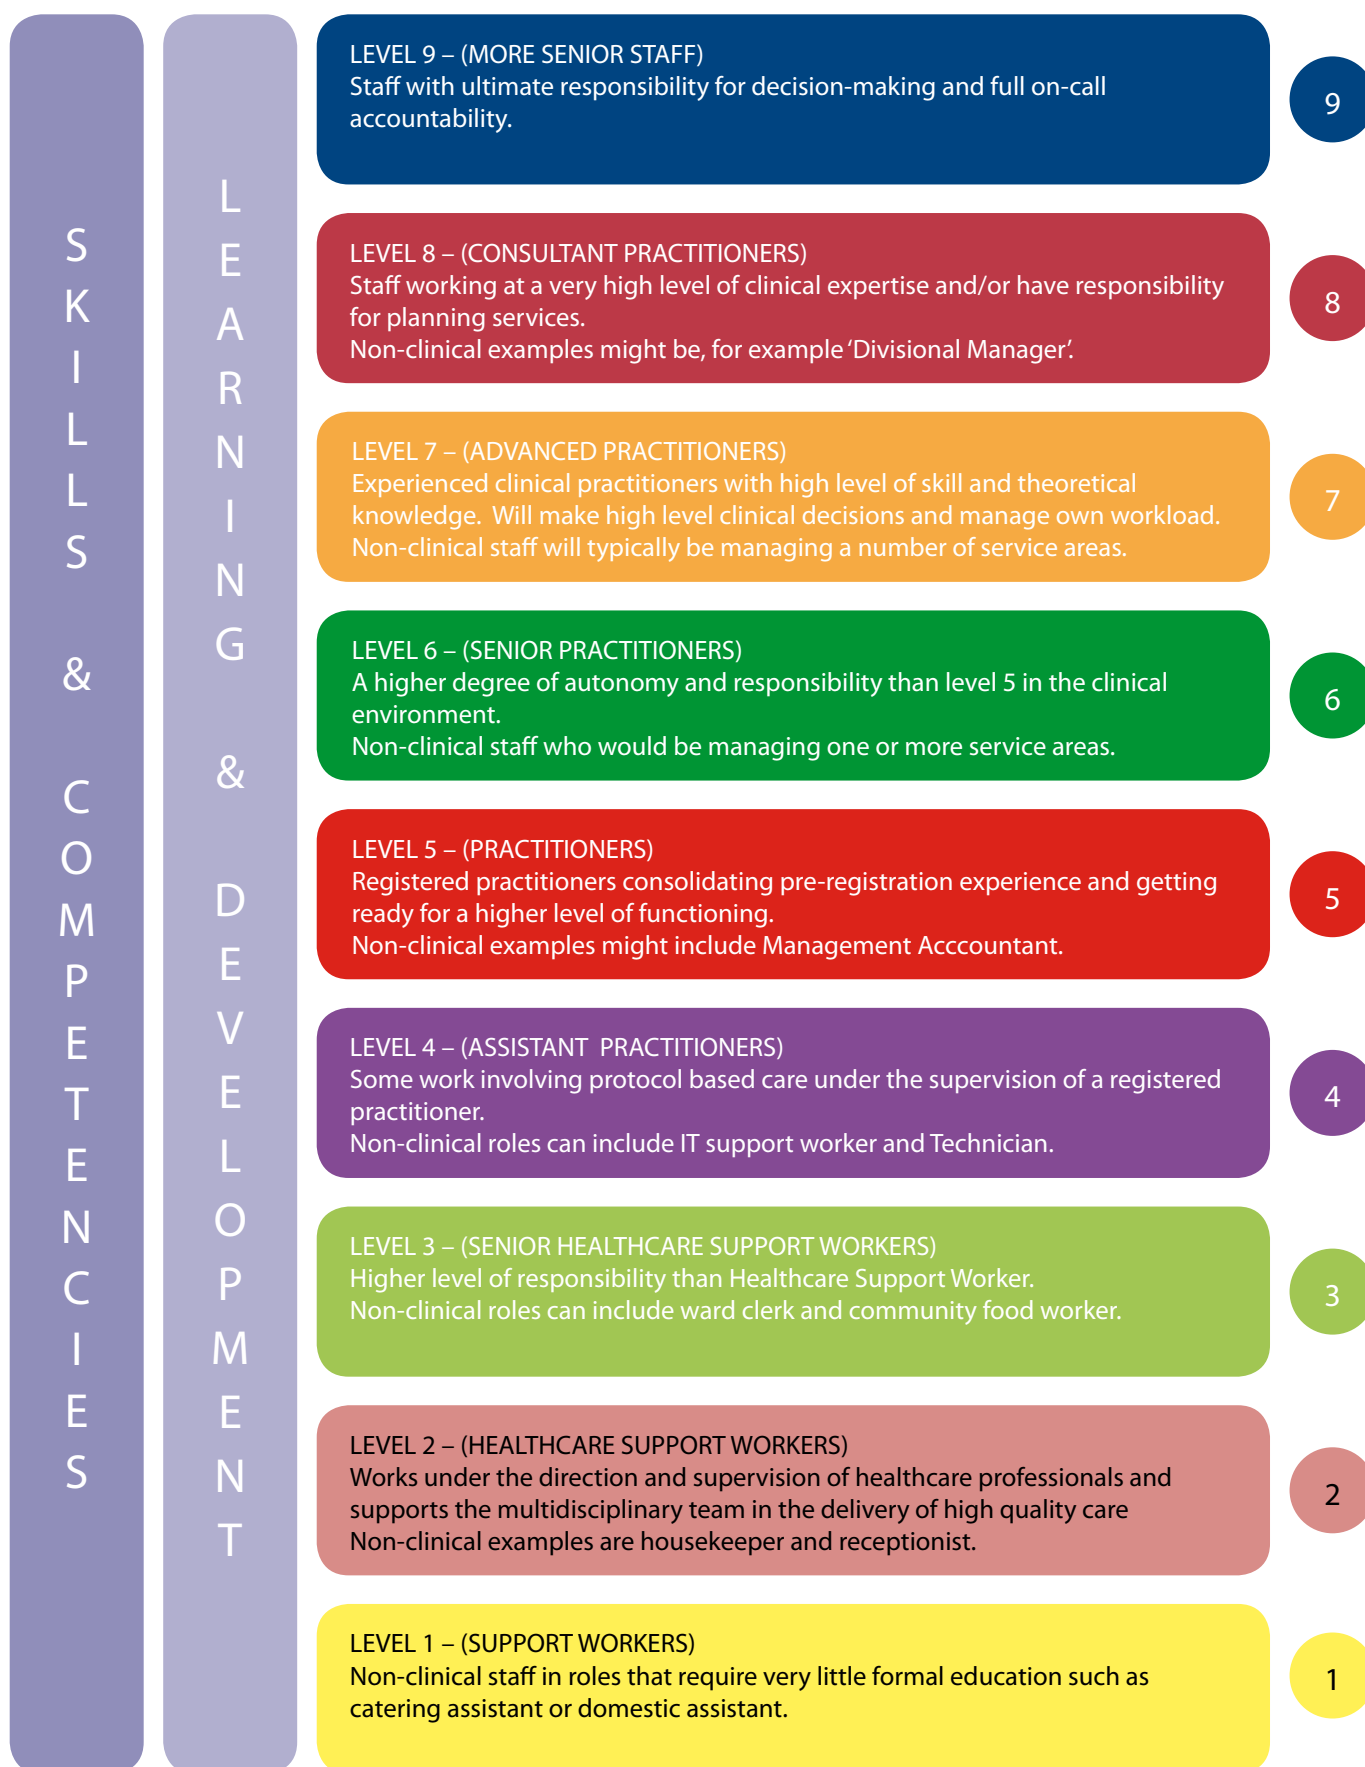 SKILLS & COMPETENCIES
LEARNING & DEVELOPMENT
LEVEL 9 – (MORE SENIOR STAFF)
Staff with ultimate responsibility for decision-making and full on-call
accountability.
9
LEVEL 8 – (CONSULTANT PRACTITIONERS)
Staff working at a very high level of clinical expertise and/or have responsibility
for planning services.
Non-clinical examples might be, for example ‘Divisional Manager’.
8
LEVEL 7 – (ADVANCED PRACTITIONERS)
Experienced clinical practitioners with high level of skill and theoretical
knowledge.  Will make high level clinical decisions and manage own workload.
Non-clinical staff will typically be managing a number of service areas.
7
LEVEL 6 – (SENIOR PRACTITIONERS)
A higher degree of autonomy and responsibility than level 5 in the clinical
environment.
Non-clinical staff who would be managing one or more service areas.
6
LEVEL 5 – (PRACTITIONERS)
Registered practitioners consolidating pre-registration experience and getting
ready for a higher level of functioning.
Non-clinical examples might include Management Acccountant.
5
LEVEL 4 – (ASSISTANT  PRACTITIONERS)
Some work involving protocol based care under the supervision of a registered
practitioner.
Non-clinical roles can include IT support worker and Technician.
4
LEVEL 3 – (SENIOR HEALTHCARE SUPPORT WORKERS)
Higher level of responsibility than Healthcare Support Worker.
Non-clinical roles can include ward clerk and community food worker.
3
LEVEL 2 – (HEALTHCARE SUPPORT WORKERS)
Works under the direction and supervision of healthcare professionals and
supports the multidisciplinary team in the delivery of high quality care
Non-clinical examples are housekeeper and receptionist.
2
LEVEL 1 – (SUPPORT WORKERS)
Non-clinical staff in roles that require very little formal education such as
catering assistant or domestic assistant.
1